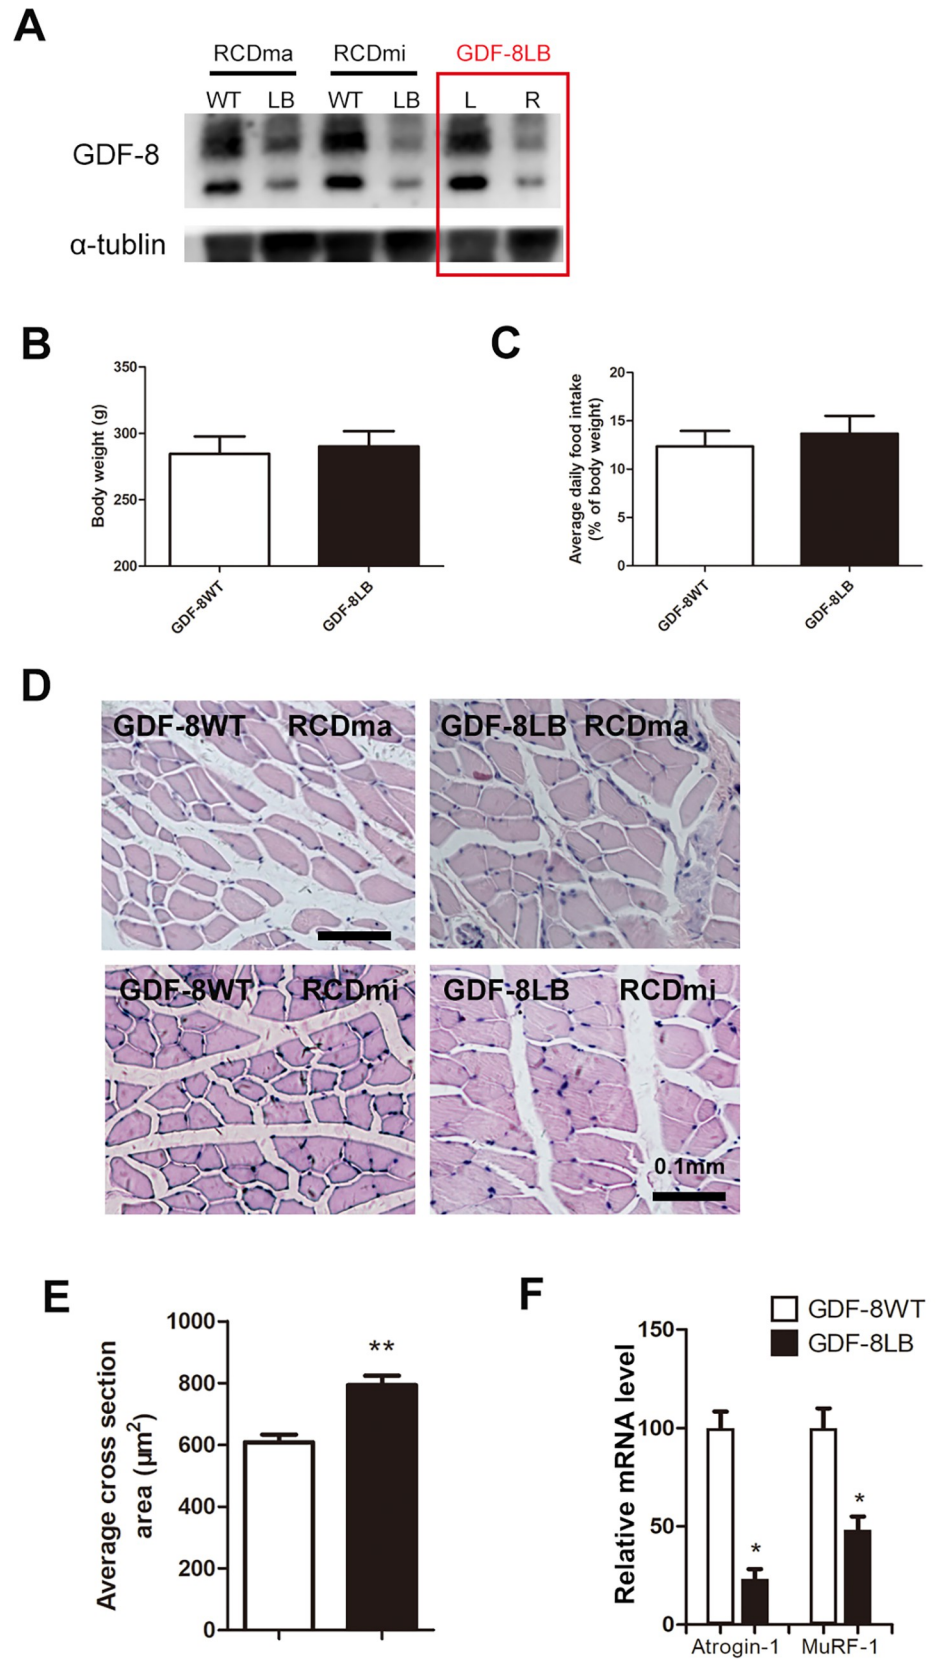 A
RCDma RCDmi GDF-8LB
WT LB WT LB L R
GDF-8
α-tublin
B
350
300
250
200
Body weight (g)
GDF-8WT
GDF-8LB
C
20
15
10
5
0
Average daily food intake
(% of body weight)
GDF-8WT
GDF-8LB
D
GDF-8WT RCDma
GDF-8LB RCDma
GDF-8WT RCDmi
GDF-8LB RCDmi
0.1mm
E
1000
800
600
400
200
0
Average cross section
area (µm2)
**
F
GDF-8WT
GDF-8LB
150
100
50
0
Relative mRNA level
*
*
Atrogin-1 MuRF-1